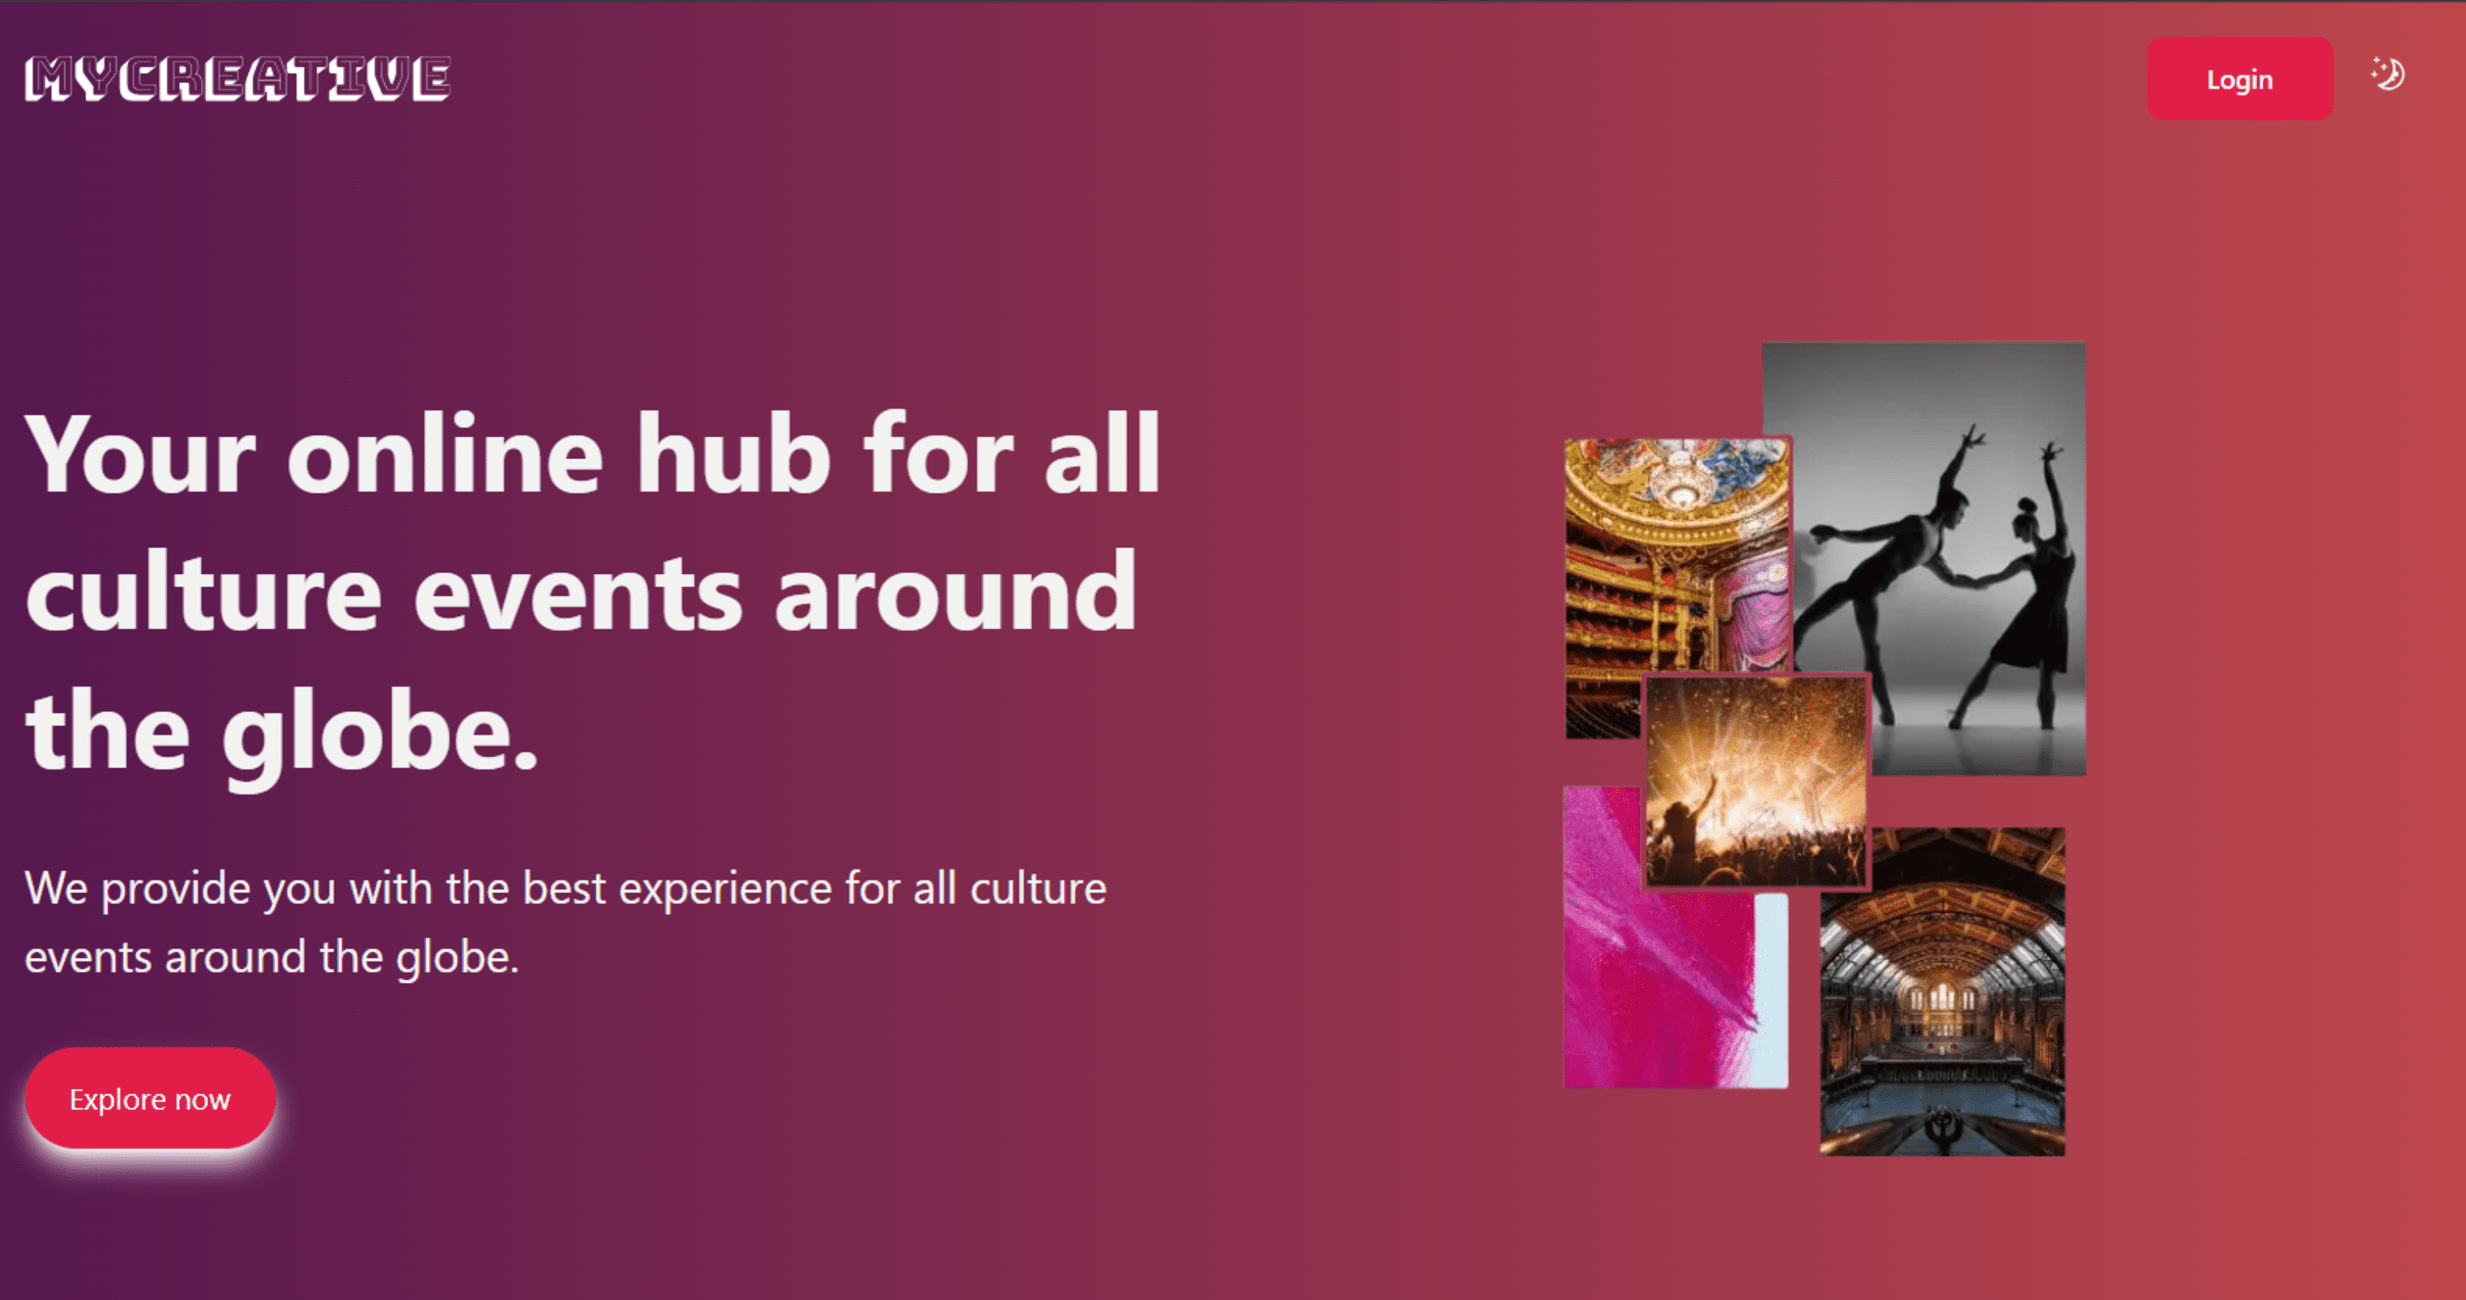 MYCREATIVE
Login
Your online hub for all
culture events around
the globe.
We provide you with the best experience for all culture
events around the globe.
Explore now